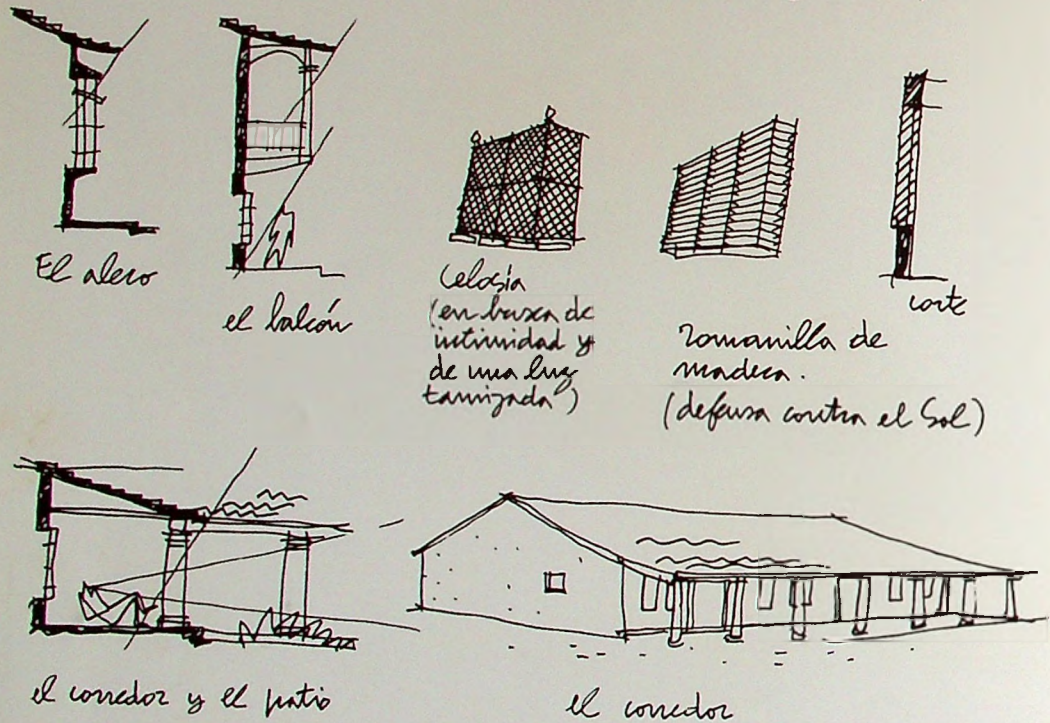 El alero
el balcón
Celosía
(en busca de
intimidad y
de una luz
tamizada)
corte
romanilla de
madera.
(defensa contra el Sol)
el corredor y el patio
el corredor